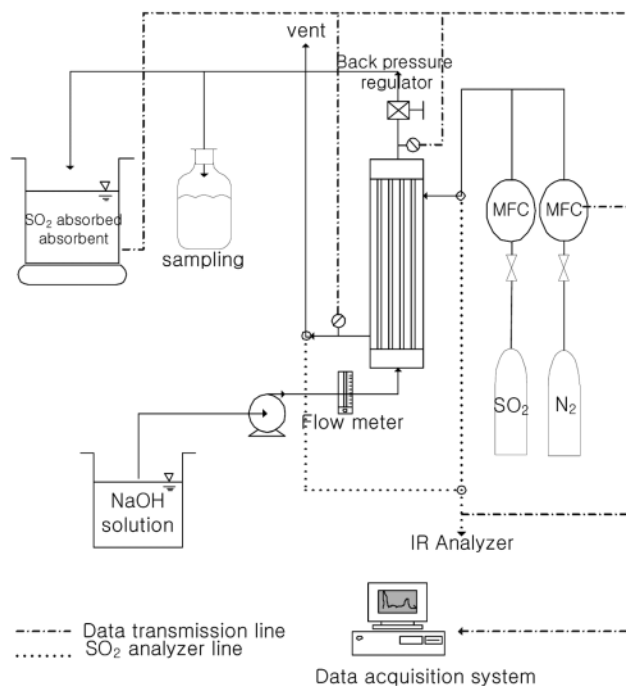 vent
Back pressure
regulator
SO₂ absorbed
absorbent
sampling
MFC
MFC
SO₂
N₂
Flow meter
NaOH
solution
IR Analyzer
Data transmission line
SO₂ analyzer line
Data acquisition system